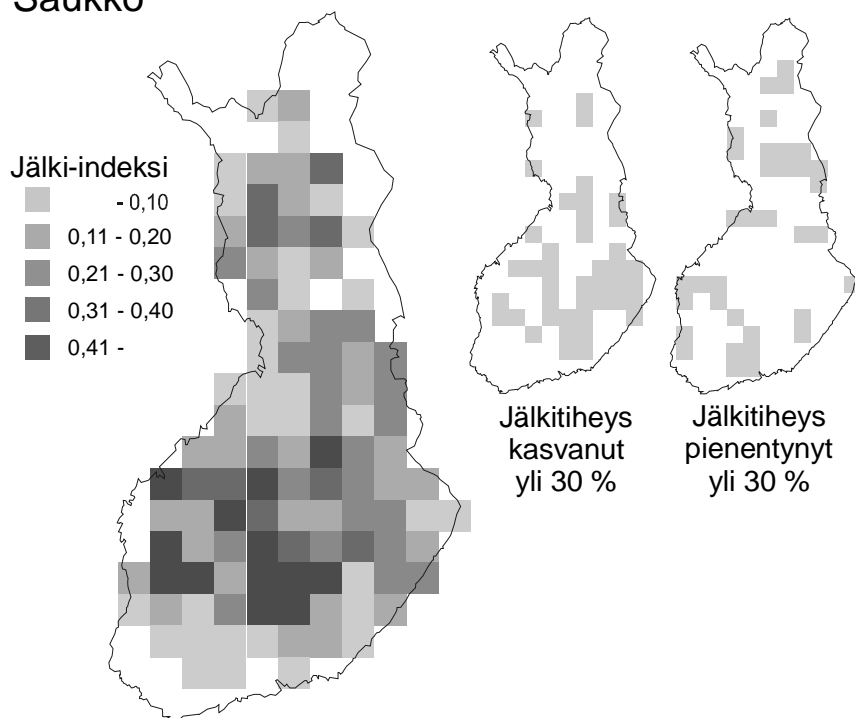 Saukko
Jälki-indeksi
- 0,10
0,11 - 0,20
0,21 - 0,30
0,31 - 0,40
0,41 -
Jälkitiheys
kasvanut
yli 30 %
Jälkitiheys
pienentynyt
yli 30 %